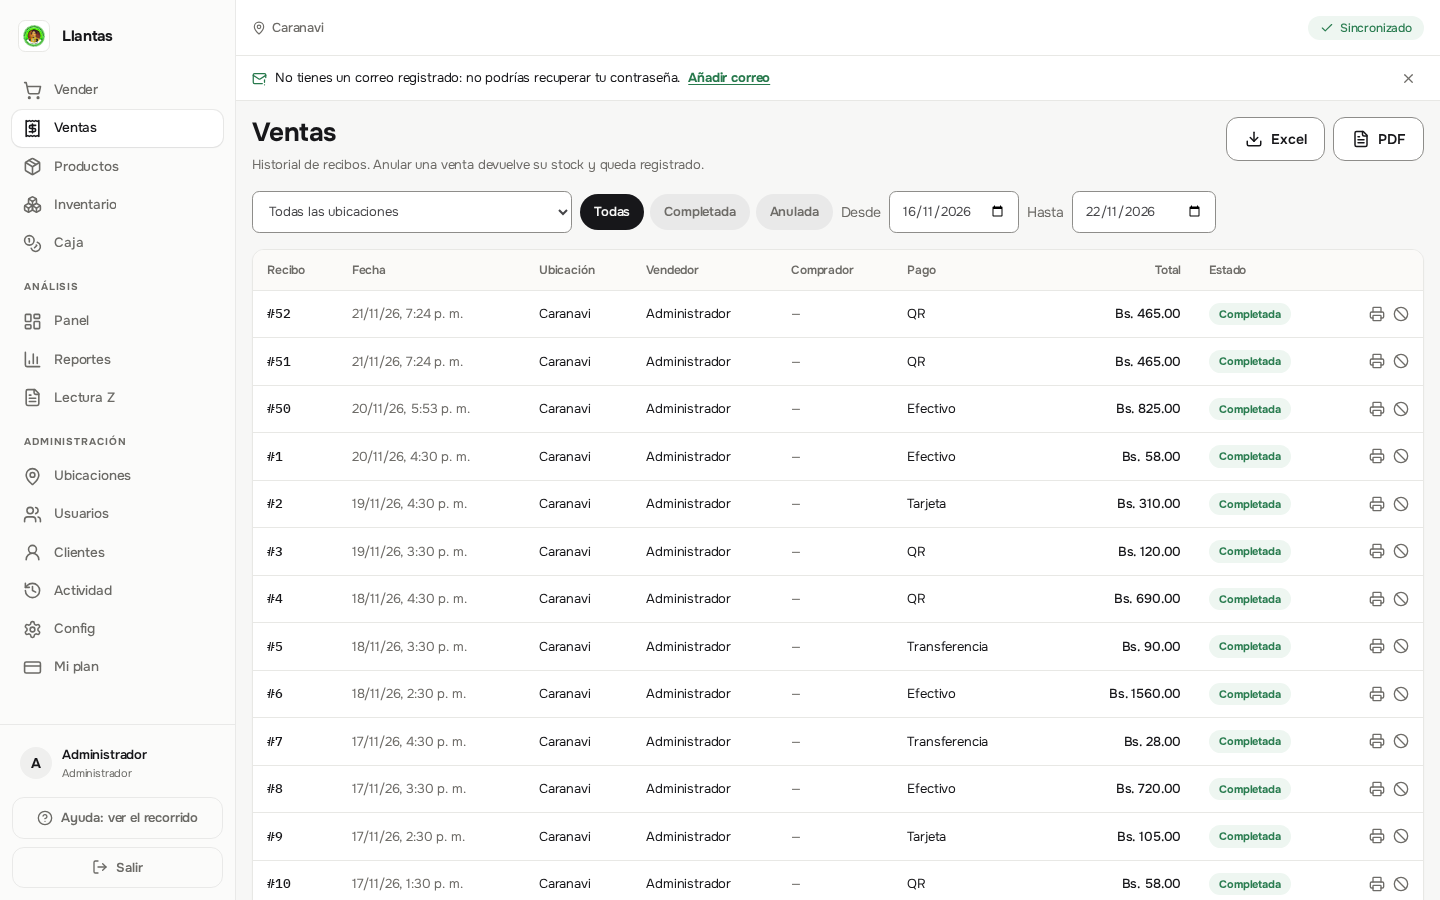 Llantas
Vender
Ventas
Productos
Inventario
Caja
ANÁLISIS
Panel
Reportes
Lectura Z
ADMINISTRACIÓN
Ubicaciones
Usuarios
Clientes
Actividad
Config
Mi plan
A
Administrador
Administrador
Ayuda: ver el recorrido
Salir
Caranavi
Sincronizado
No tienes un correo registrado: no podrías recuperar tu contraseña. Añadir correo
Ventas
Historial de recibos. Anular una venta devuelve su stock y queda registrado.
Excel PDF
Todas las ubicaciones Todas Completada Anulada Desde 16/11/2026 Hasta 22/11/2026
Recibo Fecha Ubicación Vendedor Comprador Pago Total Estado
#52 21/11/26, 7:24 p. m. Caranavi Administrador — QR Bs. 465.00 Completada
#51 21/11/26, 7:24 p. m. Caranavi Administrador — QR Bs. 465.00 Completada
#50 20/11/26, 5:53 p. m. Caranavi Administrador — Efectivo Bs. 825.00 Completada
#1 20/11/26, 4:30 p. m. Caranavi Administrador — Efectivo Bs. 58.00 Completada
#2 19/11/26, 4:30 p. m. Caranavi Administrador — Tarjeta Bs. 310.00 Completada
#3 19/11/26, 3:30 p. m. Caranavi Administrador — QR Bs. 120.00 Completada
#4 18/11/26, 4:30 p. m. Caranavi Administrador — QR Bs. 690.00 Completada
#5 18/11/26, 3:30 p. m. Caranavi Administrador — Transferencia Bs. 90.00 Completada
#6 18/11/26, 2:30 p. m. Caranavi Administrador — Efectivo Bs. 1560.00 Completada
#7 17/11/26, 4:30 p. m. Caranavi Administrador — Transferencia Bs. 28.00 Completada
#8 17/11/26, 3:30 p. m. Caranavi Administrador — Efectivo Bs. 720.00 Completada
#9 17/11/26, 2:30 p. m. Caranavi Administrador — Tarjeta Bs. 105.00 Completada
#10 17/11/26, 1:30 p. m. Caranavi Administrador — QR Bs. 58.00 Completada